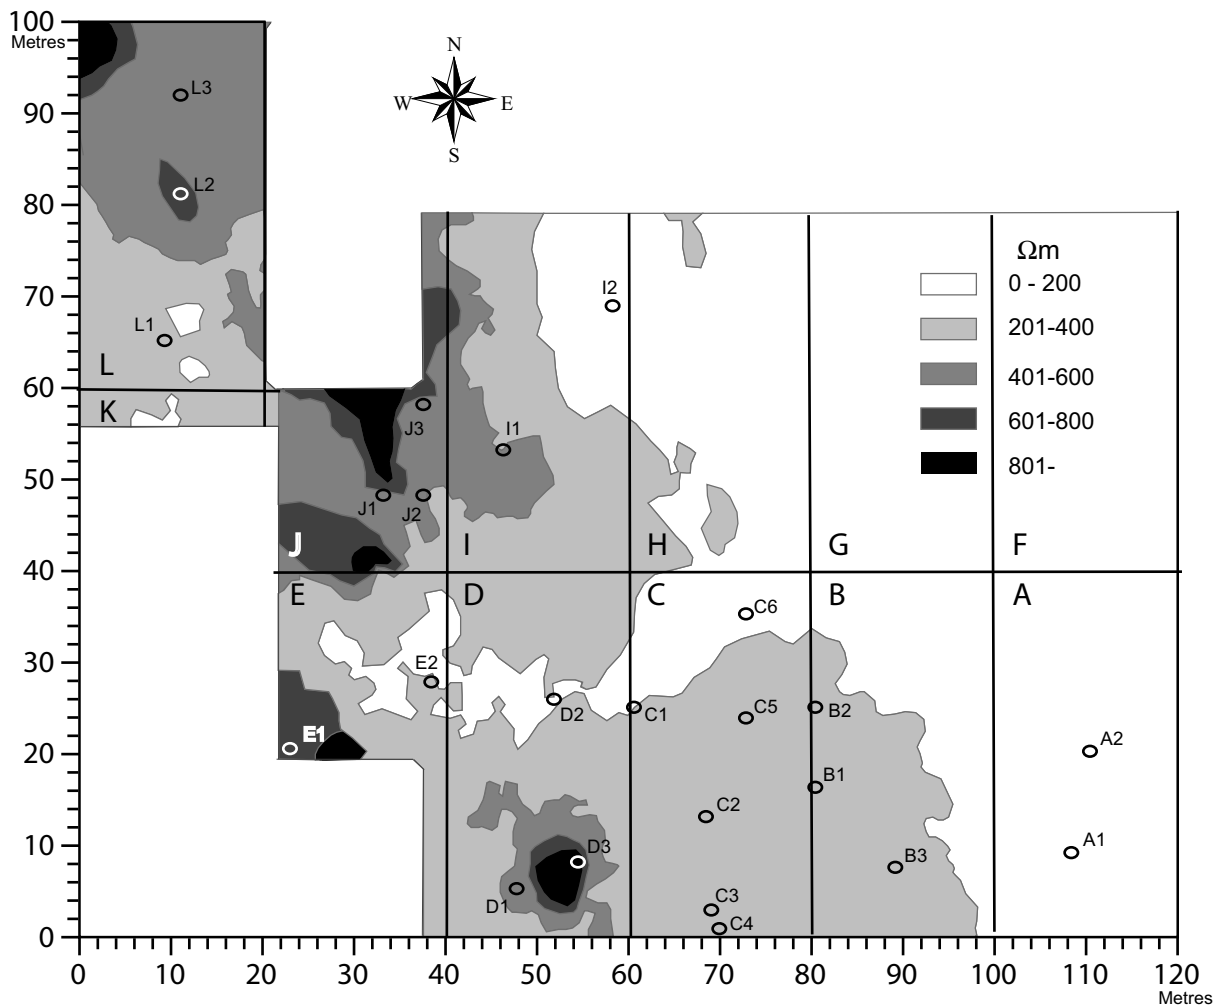 100
Metres
90
80
70
60
50
40
30
20
10
0
0 10 20 30 40 50 60 70 80 90 100 110 120
Metres
N
W E
S
Ωm
0 - 200
201-400
401-600
601-800
801-
L3
L2
L1
L
K
I2
J3
I1
J1
J2
J
I
H
G
F
E
D
C
B
A
C6
E2
D2
C1
C5
B2
E1
A2
B1
C2
D3
B3
A1
D1
C3
C4